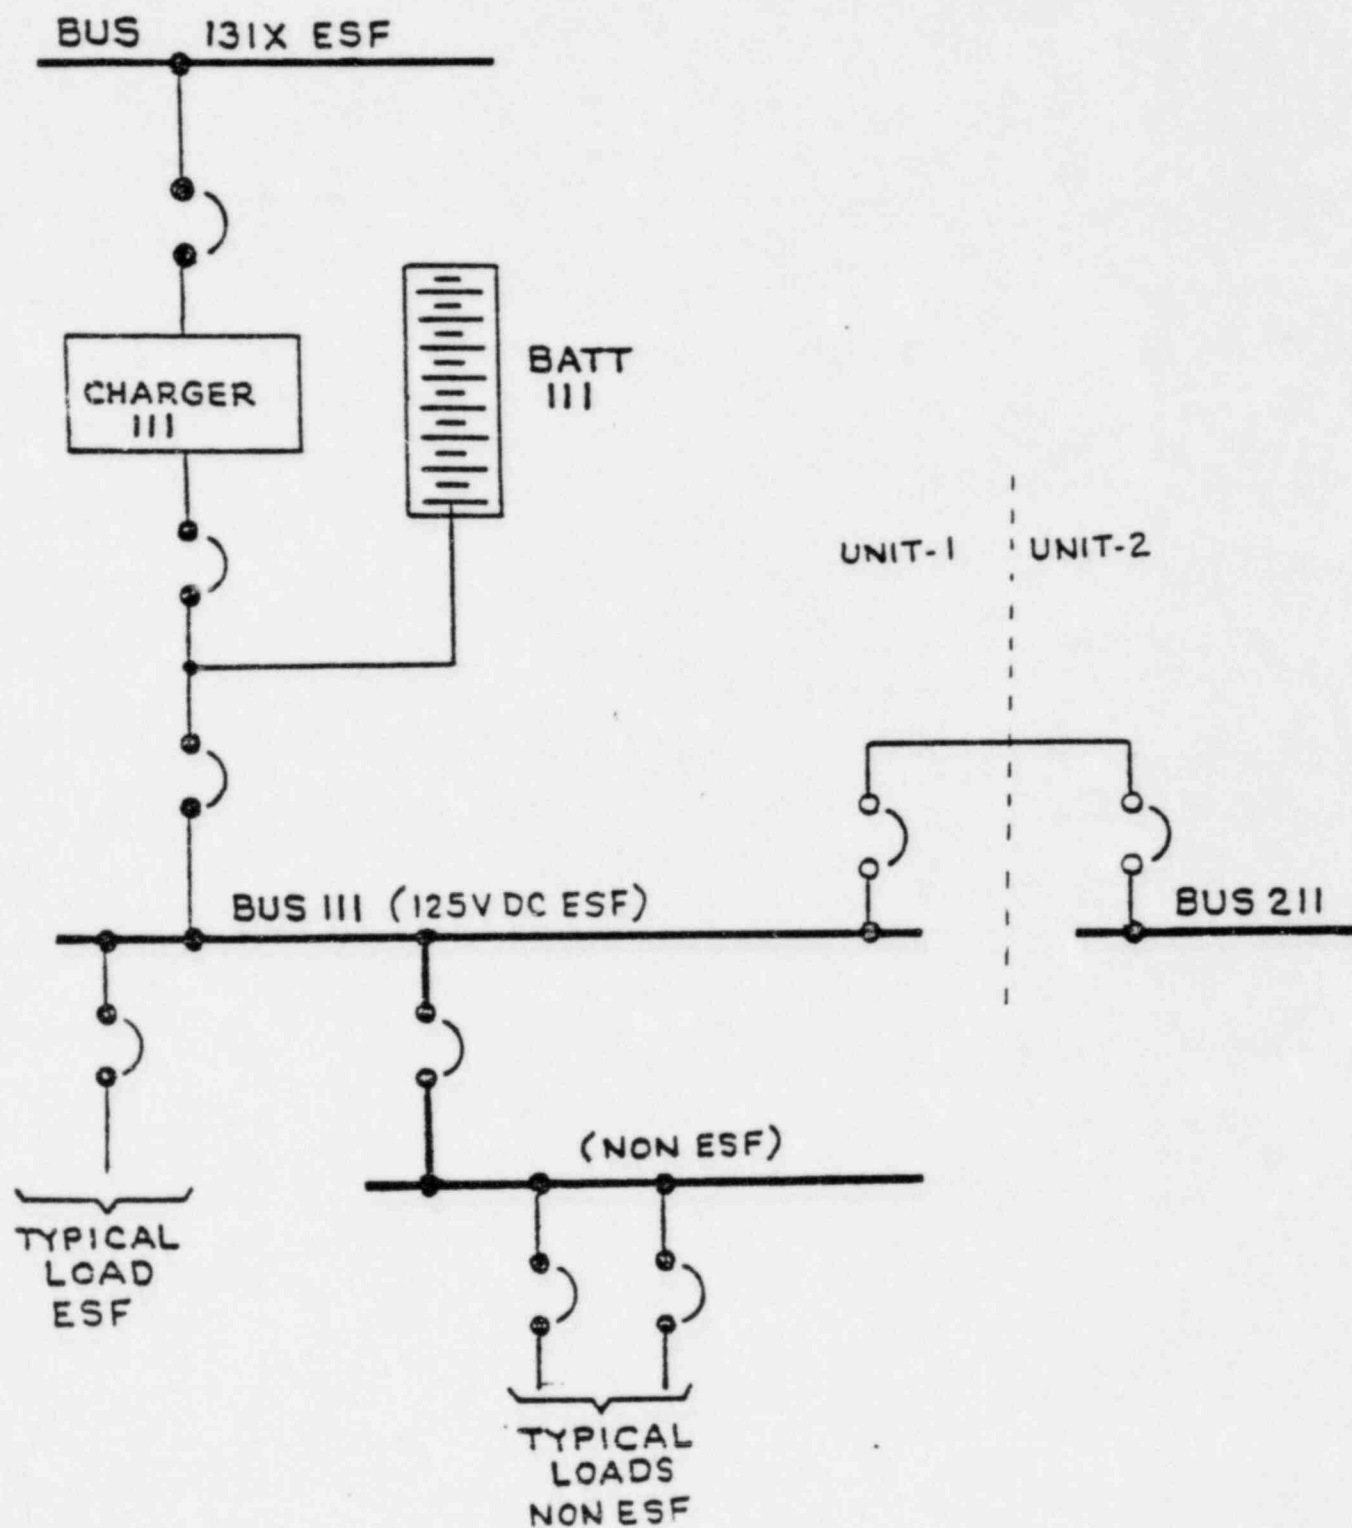 BUS 131X ESF
CHARGER
111
BATT
111
UNIT-1
UNIT-2
BUS 111 (125V DC ESF)
BUS 211
(NON ESF)
TYPICAL
LOAD
ESF
TYPICAL
LOADS
NON ESF